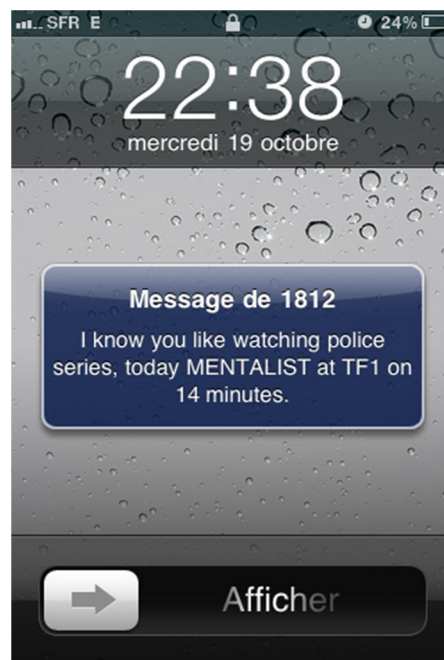 SFR E 24%
22:38
mercredi 19 octobre
Message de 1812
I know you like watching police
series, today MENTALIST at TF1 on
14 minutes.
Afficher